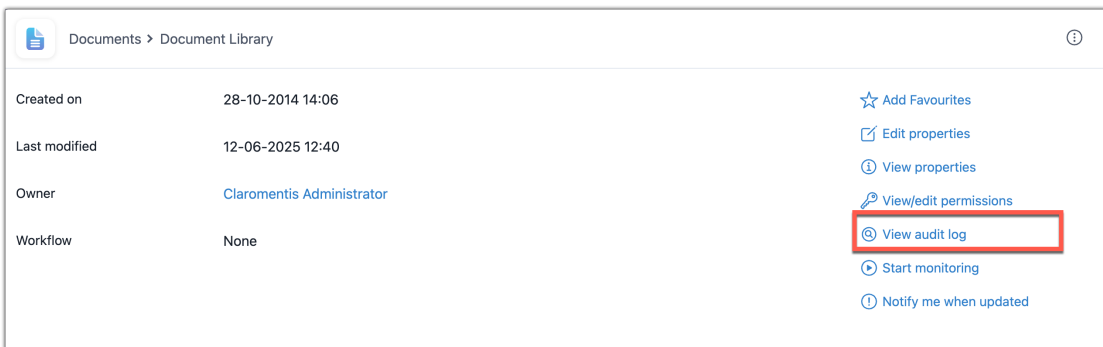 Documents > Document Library
Created on 28-10-2014 14:06
Add Favourites
Edit properties
Last modified 12-06-2025 12:40
View properties
Owner Claromentis Administrator
View/edit permissions
Workflow None
View audit log
Start monitoring
Notify me when updated